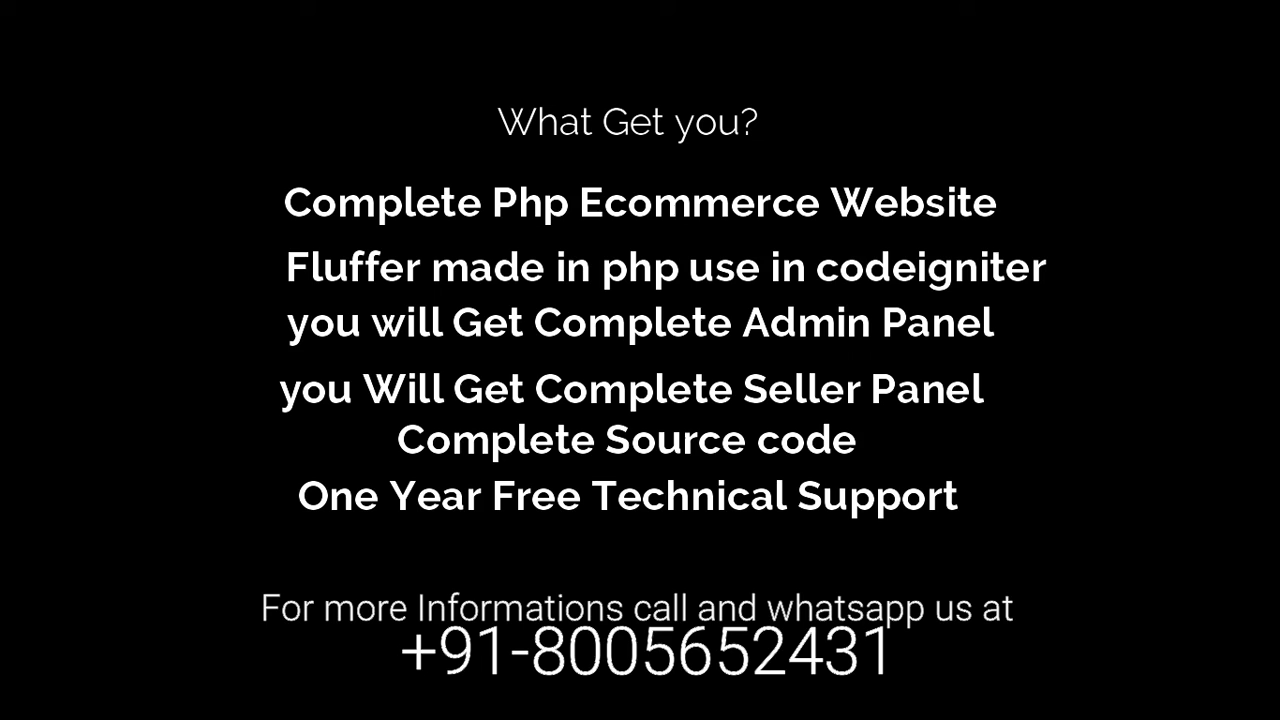 What Get you?
Complete Php Ecommerce Website
Fluffer made in php use in codeigniter
you will Get Complete Admin Panel
you Will Get Complete Seller Panel
Complete Source code
One Year Free Technical Support
For more Informations call and whatsapp us at
+91-8005652431